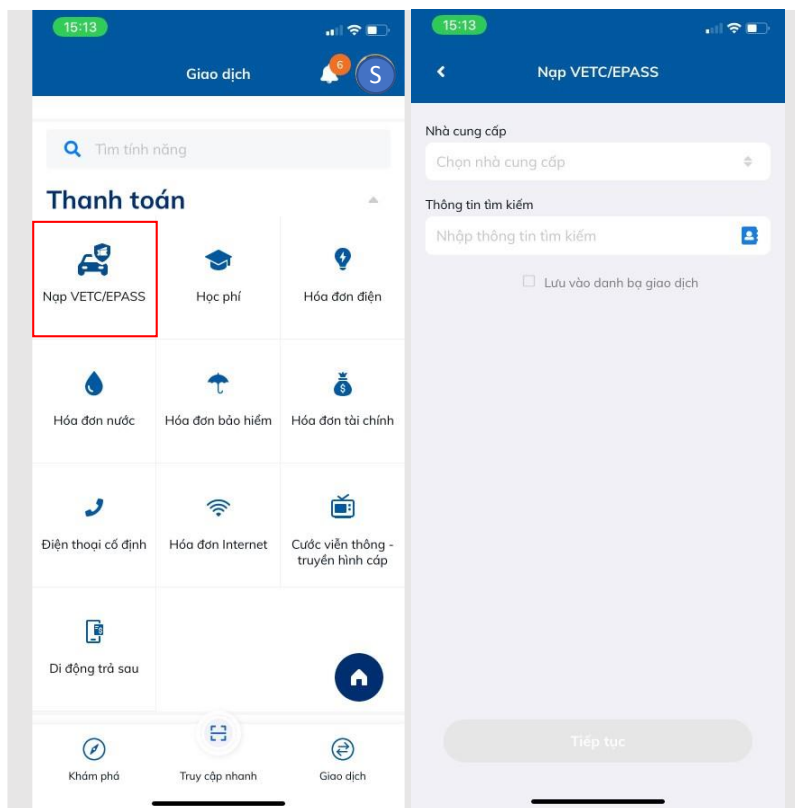 15:13
Giao dịch
6
S
Tìm tính năng
Thanh toán
Nạp VETC/EPASS
Học phí
Hóa đơn điện
Hóa đơn nước
Hóa đơn bảo hiểm
Hóa đơn tài chính
Điện thoại cố định
Hóa đơn Internet
Cước viễn thông -
truyền hình cáp
Di động trả sau
Khám phá
Truy cập nhanh
Giao dịch
15:13
Nạp VETC/EPASS
Nhà cung cấp
Chọn nhà cung cấp
Thông tin tìm kiếm
Nhập thông tin tìm kiếm
Lưu vào danh bạ giao dịch
Tiếp tục